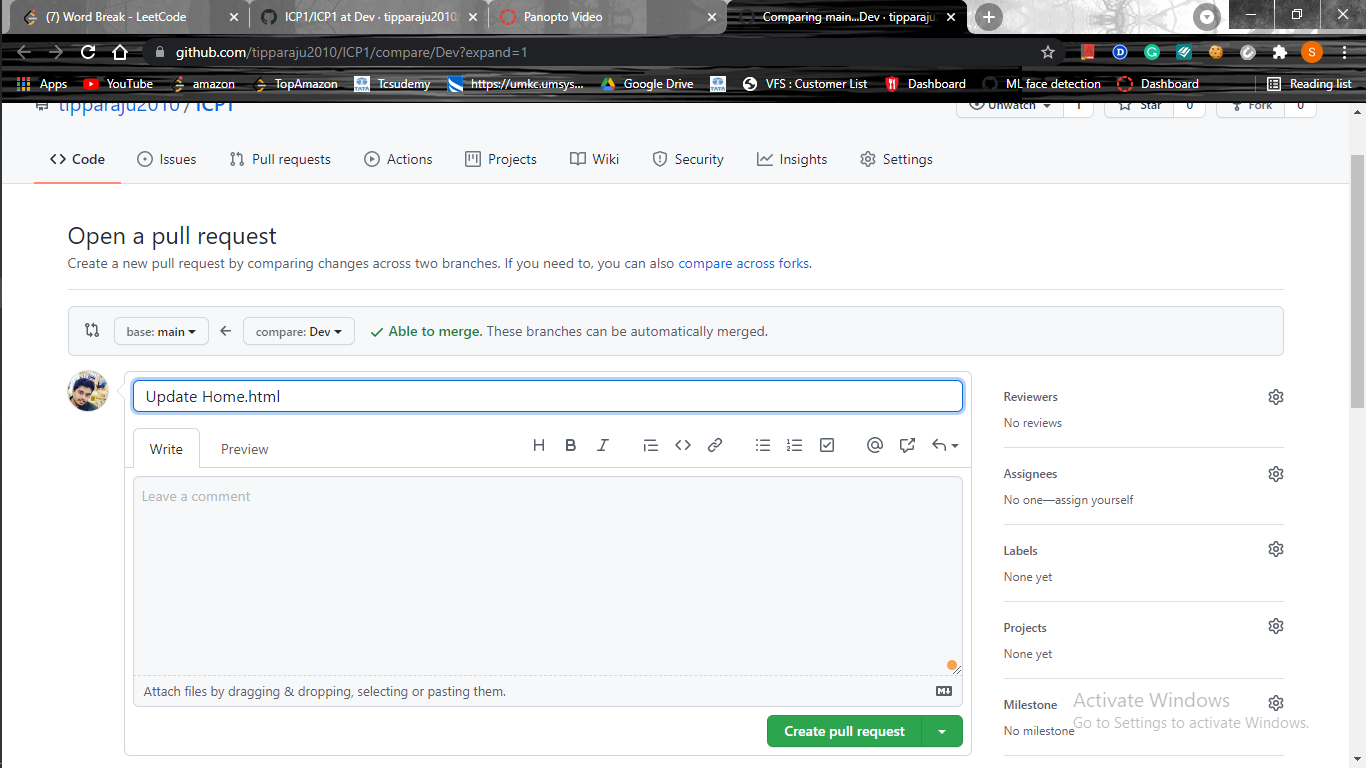 (7) Word Break - LeetCode
ICP1/ICP1 at Dev · tipparaju2010
Panopto Video
Comparing main...Dev · tipparaju
github.com/tipparaju2010/ICP1/compare/Dev?expand=1
S
Apps YouTube amazon TopAmazon Tcsudemy https://umkc.umsys... Google Drive VFS : Customer List Dashboard ML face detection Dashboard Reading list
tipparaju2010 / ICP1
Unwatch 1 Star 0 Fork 0
Code Issues Pull requests Actions Projects Wiki Security Insights Settings
Open a pull request
Create a new pull request by comparing changes across two branches. If you need to, you can also compare across forks.
base: main compare: Dev Able to merge. These branches can be automatically merged.
Update Home.html
Write Preview
Leave a comment
Attach files by dragging & dropping, selecting or pasting them.
Create pull request
Reviewers
No reviews
Assignees
No one—assign yourself
Labels
None yet
Projects
None yet
Milestone
No milestone
Activate Windows
Go to Settings to activate Windows.